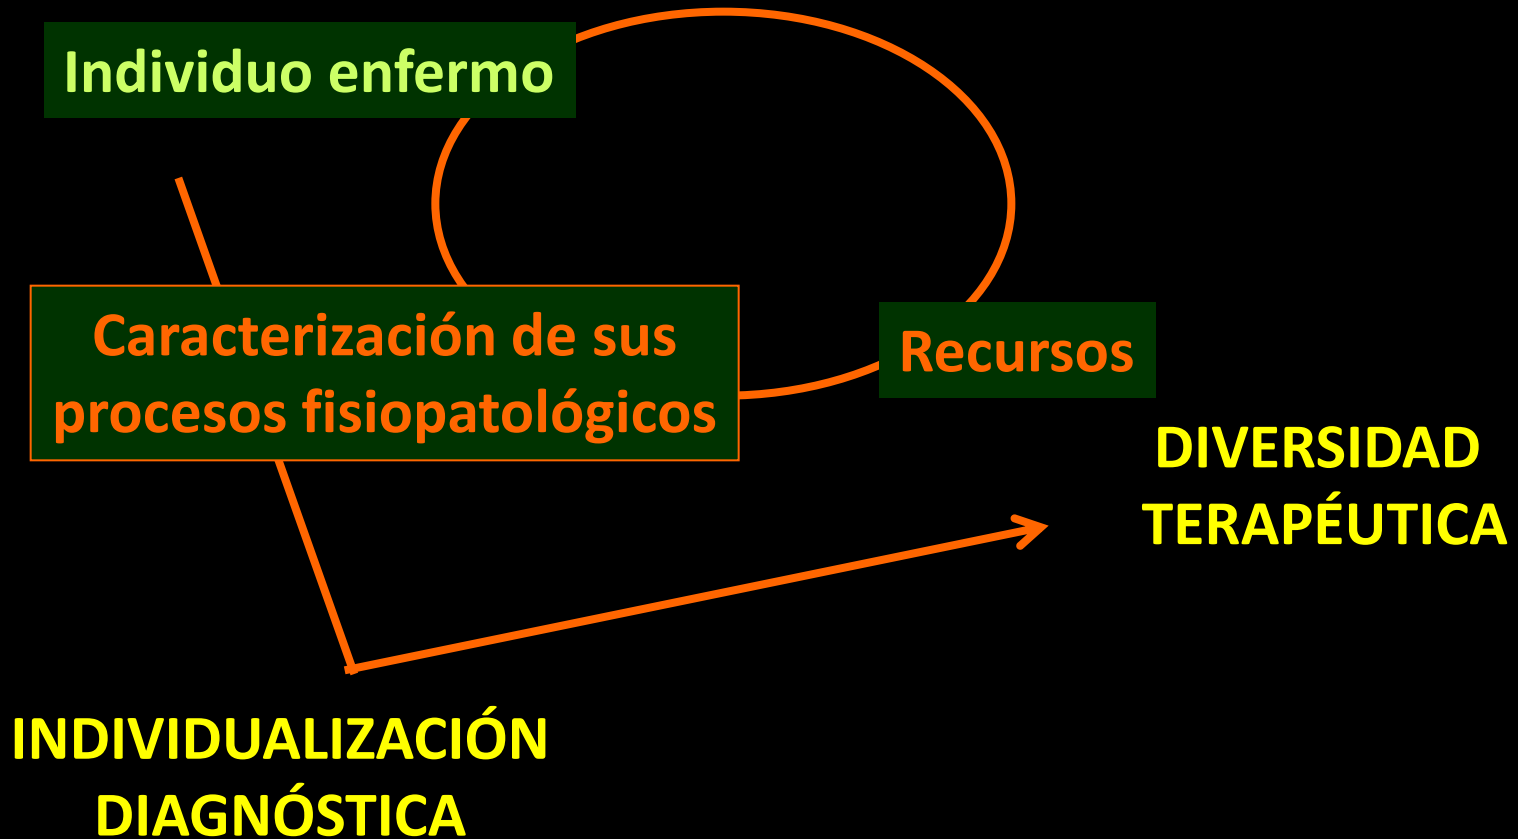 Individuo enfermo
Caracterización de sus
procesos fisiopatológicos
Recursos
DIVERSIDAD
TERAPÉUTICA
INDIVIDUALIZACIÓN
DIAGNÓSTICA